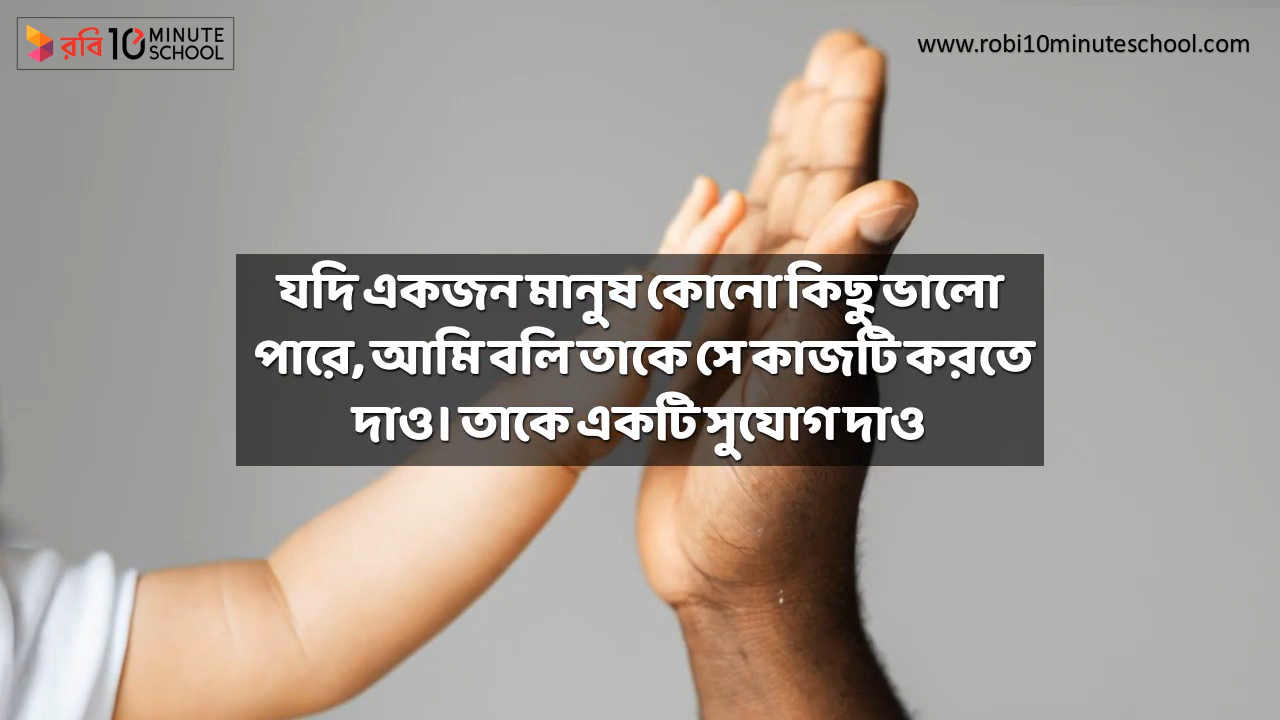 রবি 10 MINUTE SCHOOL
www.robi10minuteschool.com
যদি একজন মানুষ কোনো কিছু ভালো
পারে, আমি বলি তাকে সে কাজটি করতে
দাও। তাকে একটি সুযোগ দাও